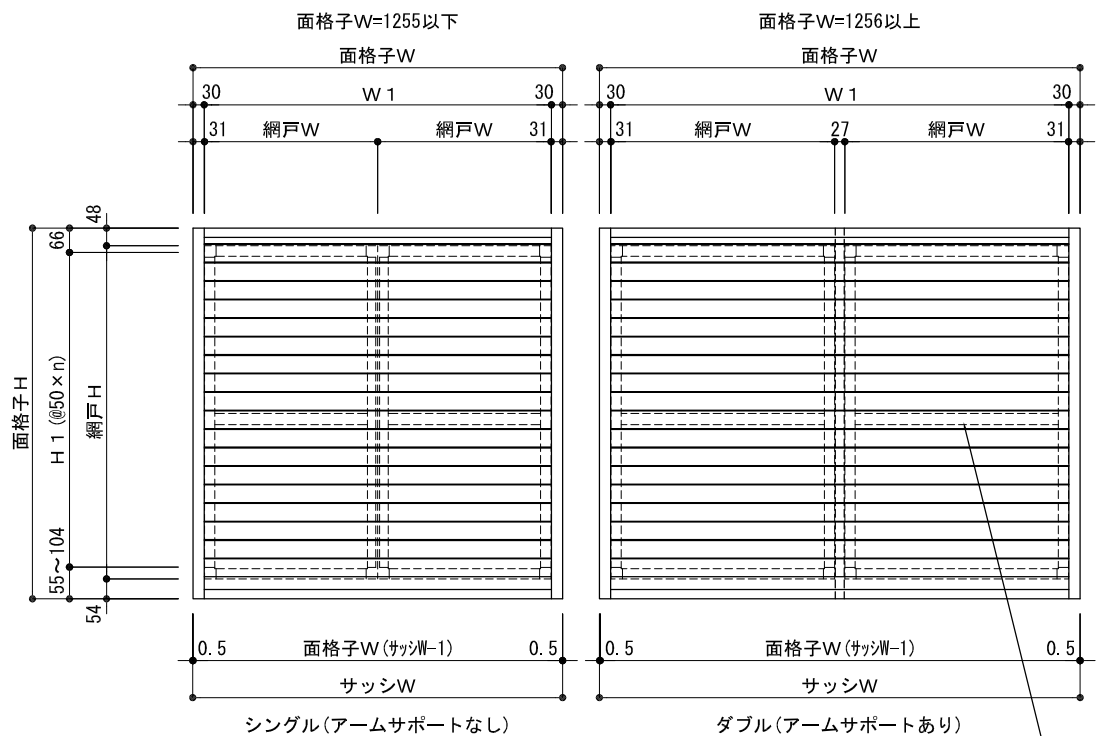 面格子W=1255以下
面格子W
30 W1 30
31 網戸W 網戸W 31
面格子W=1256以上
面格子W
30 W1 30
31 網戸W 27 網戸W 31
面格子H
66
H1(@50×n)
55~104
48
網戸H
54
0.5 面格子W(サッシW-1) 0.5
サッシW
シングル(アームサポートなし)
0.5 面格子W(サッシW-1) 0.5
サッシW
ダブル(アームサポートあり)